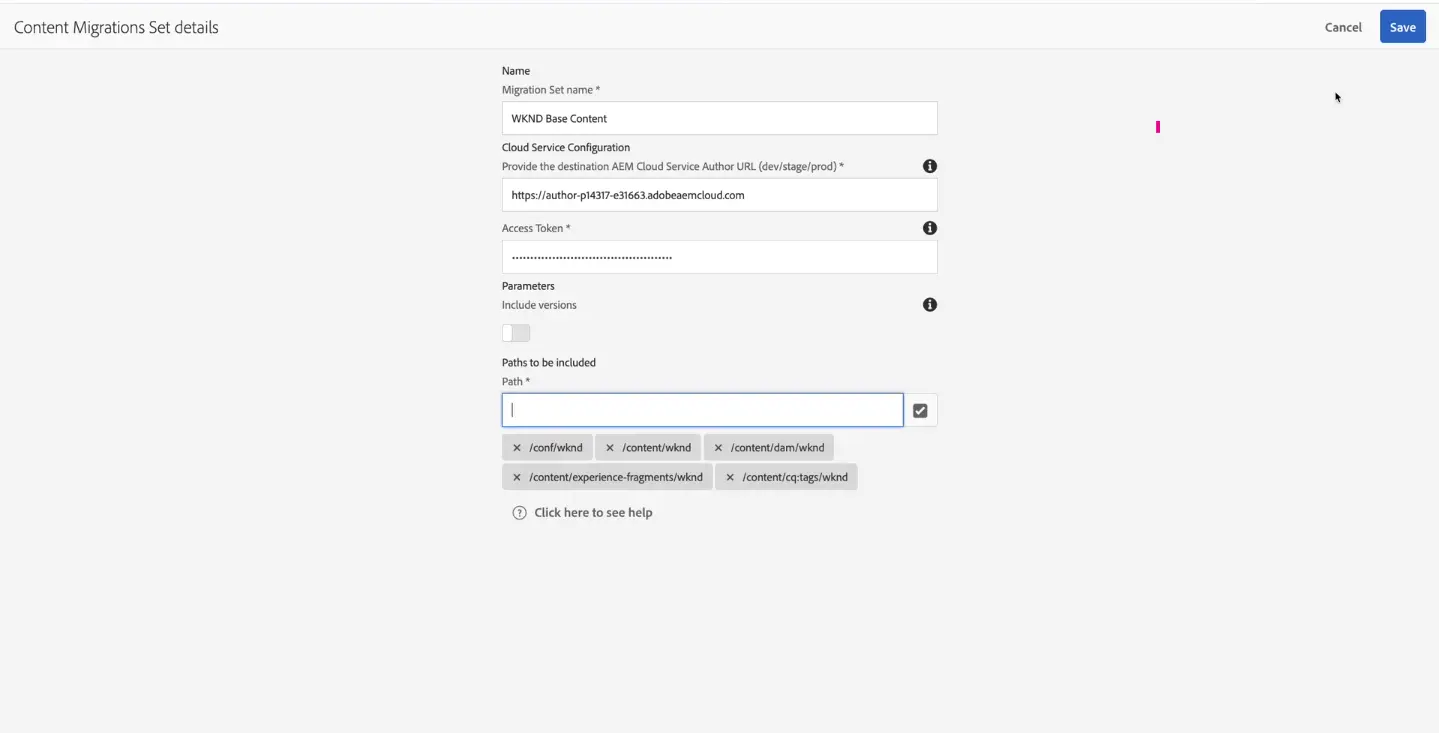 Content Migrations Set details
Cancel
Save
Name
Migration Set name *
WKND Base Content
Cloud Service Configuration
Provide the destination AEM Cloud Service Author URL (dev/stage/prod) *
https://author-p14317-e31663.adobeaemcloud.com
Access Token *
Parameters
Include versions
Paths to be included
Path *
/conf/wknd
/content/wknd
/content/dam/wknd
/content/experience-fragments/wknd
/content/cq:tags/wknd
Click here to see help